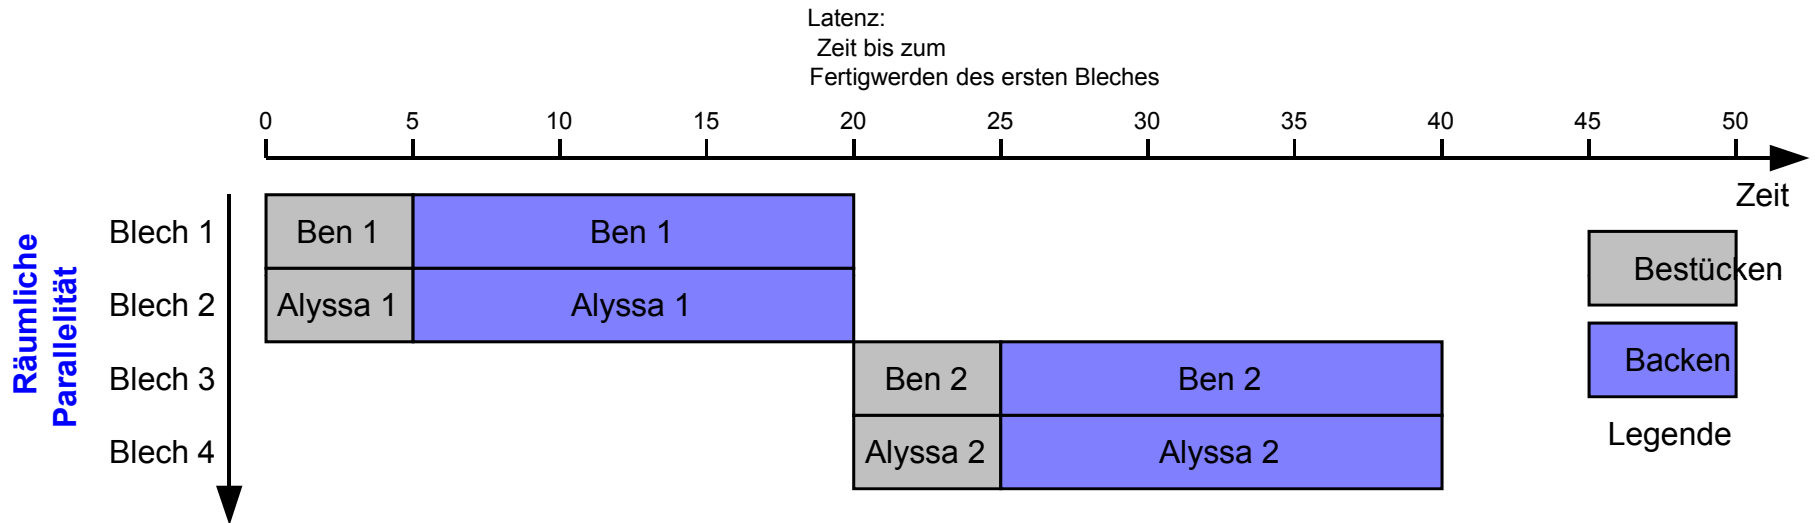 Latenz:
Zeit bis zum
Fertigwerden des ersten Bleches
0 5 10 15 20 25 30 35 40 45 50
Zeit
Räumliche
Parallelität
Blech 1 Ben 1 Ben 1
Blech 2 Alyssa 1 Alyssa 1
Blech 3 Ben 2 Ben 2
Blech 4 Alyssa 2 Alyssa 2
Bestücken
Backen
Legende